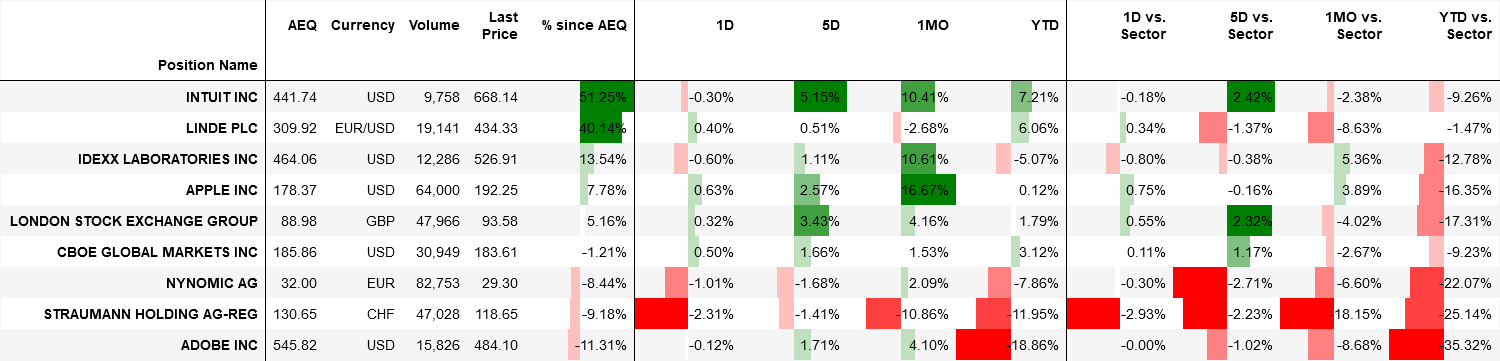 Position Name AEQ Currency Volume Last Price % since AEQ 1D 5D 1MO YTD 1D vs. Sector 5D vs. Sector 1MO vs. Sector YTD vs. Sector
INTUIT INC 441.74 USD 9,758 668.14 51.25% -0.30% 5.15% 10.41% 7.21% -0.18% 2.42% -2.38% -9.26%
LINDE PLC 309.92 EUR/USD 19,141 434.33 40.14% 0.40% 0.51% -2.68% 6.06% 0.34% -1.37% -8.63% -1.47%
IDEXX LABORATORIES INC 464.06 USD 12,286 526.91 13.54% -0.60% 1.11% 10.61% -5.07% -0.80% -0.38% 5.36% -12.78%
APPLE INC 178.37 USD 64,000 192.25 7.78% 0.63% 2.57% 16.67% 0.12% 0.75% -0.16% 3.89% -16.35%
LONDON STOCK EXCHANGE GROUP 88.98 GBP 47,966 93.58 5.16% 0.32% 3.43% 4.16% 1.79% 0.55% 2.32% -4.02% -17.31%
CBOE GLOBAL MARKETS INC 185.86 USD 30,949 183.61 -1.21% 0.50% 1.66% 1.53% 3.12% 0.11% 1.17% -2.67% -9.23%
NYNOMIC AG 32.00 EUR 82,753 29.30 -8.44% -1.01% -1.68% 2.09% -7.86% -0.30% -2.71% -6.60% -22.07%
STRAUMANN HOLDING AG-REG 130.65 CHF 47,028 118.65 -9.18% -2.31% -1.41% -10.86% -11.95% -2.93% -2.23% -18.15% -25.14%
ADOBE INC 545.82 USD 15,826 484.10 -11.31% -0.12% 1.71% 4.10% -18.86% -0.00% -1.02% -8.68% -35.32%